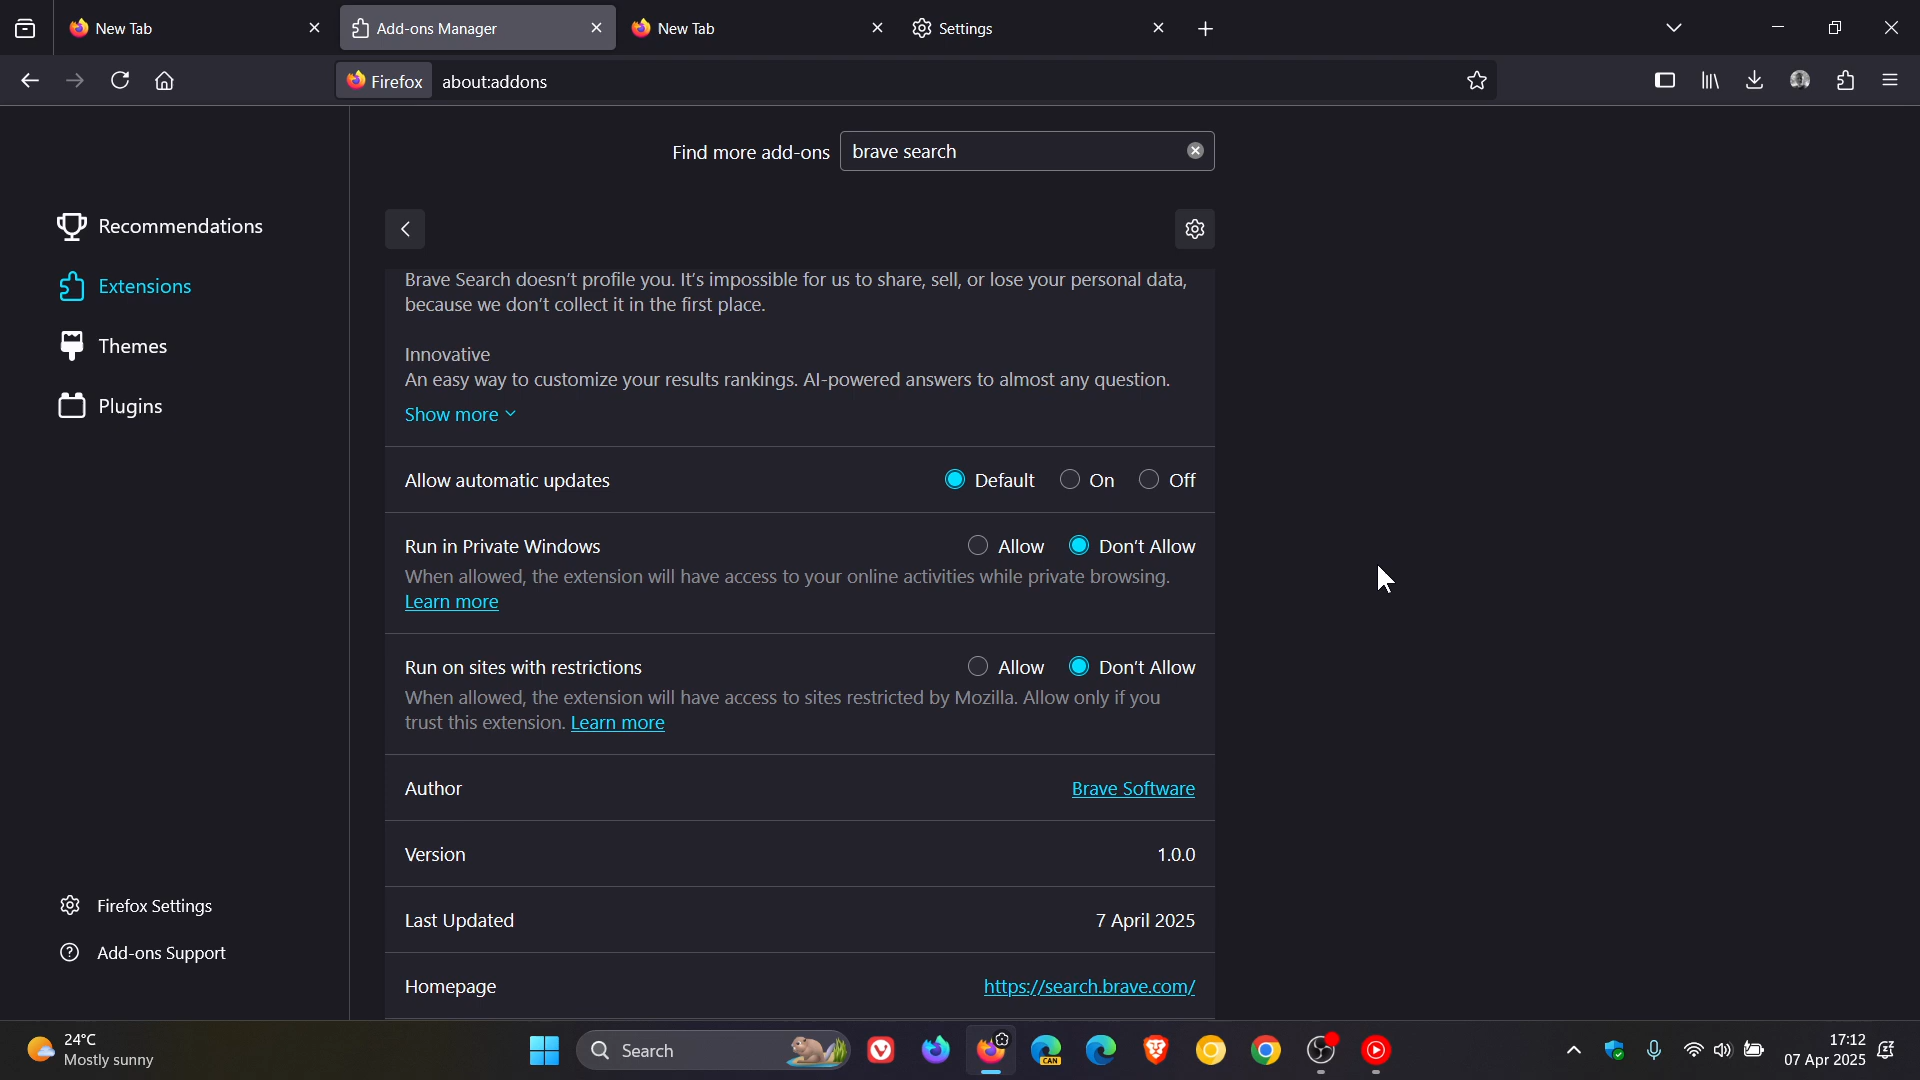 New Tab
Add-ons Manager
New Tab
Settings
Firefox
about:addons
Find more add-ons
brave search
Recommendations
Extensions
Themes
Plugins
Firefox Settings
Add-ons Support
Brave Search doesn't profile you. It's impossible for us to share, sell, or lose your personal data,
because we don't collect it in the first place.
Innovative
An easy way to customize your results rankings. AI-powered answers to almost any question.
Show more
Allow automatic updates
Default
On
Off
Run in Private Windows
Allow
Don't Allow
When allowed, the extension will have access to your online activities while private browsing.
Learn more
Run on sites with restrictions
Allow
Don't Allow
When allowed, the extension will have access to sites restricted by Mozilla. Allow only if you
trust this extension. Learn more
Author
Brave Software
Version
1.0.0
Last Updated
7 April 2025
Homepage
https://search.brave.com/
24°C
Mostly sunny
Search
CAN
17:12
07 Apr 2025